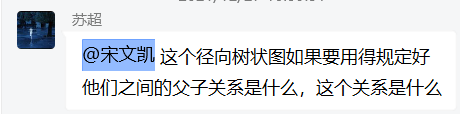 苏超
@宋文凯 这个径向树状图如果要用得规定好
他们之间的父子关系是什么，这个关系是什么